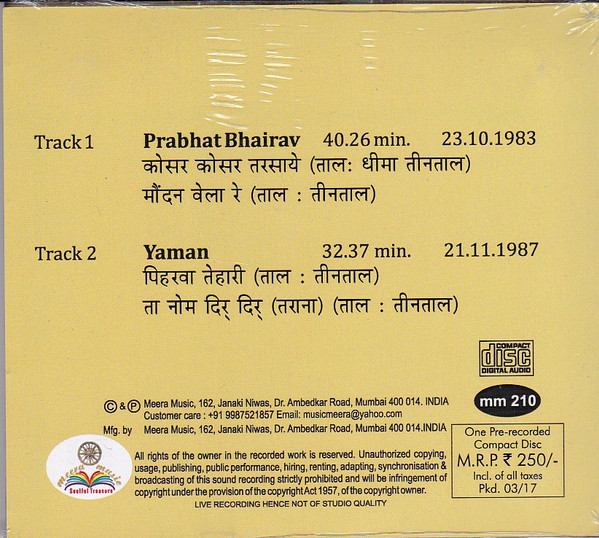 Track 1 Prabhat Bhairav 40.26 min. 23.10.1983
कोसर कोसर तरसाये (तालः धीमा तीनताल)
मौंदन वेला रे (ताल : तीनताल)
Track 2 Yaman 32.37 min. 21.11.1987
पिहरवा तेहारी (ताल : तीनताल)
ता नोम दिर् दिर् (तराना) (ताल : तीनताल)
COMPACT
disc
DIGITAL AUDIO
© & ℗ Meera Music, 162, Janaki Niwas, Dr. Ambedkar Road, Mumbai 400 014. INDIA
Customer care : +91 9987521857 Email: musicmeera@yahoo.com
Mfg. by Meera Music, 162, Janaki Niwas, Dr. Ambedkar Road, Mumbai 400 014.INDIA
mm 210
One Pre-recorded
Compact Disc
M.R.P. ₹ 250/-
Incl. of all taxes
Pkd. 03/17
meera music
Soulful Treasure
All rights of the owner in the recorded work is reserved. Unauthorized copying,
usage, publishing, public performance, hiring, renting, adapting, synchronisation &
broadcasting of this sound recording strictly prohibited and will be infringement of
copyright under the provision of the copyright Act 1957, of the copyright owner.
LIVE RECORDING HENCE NOT OF STUDIO QUALITY